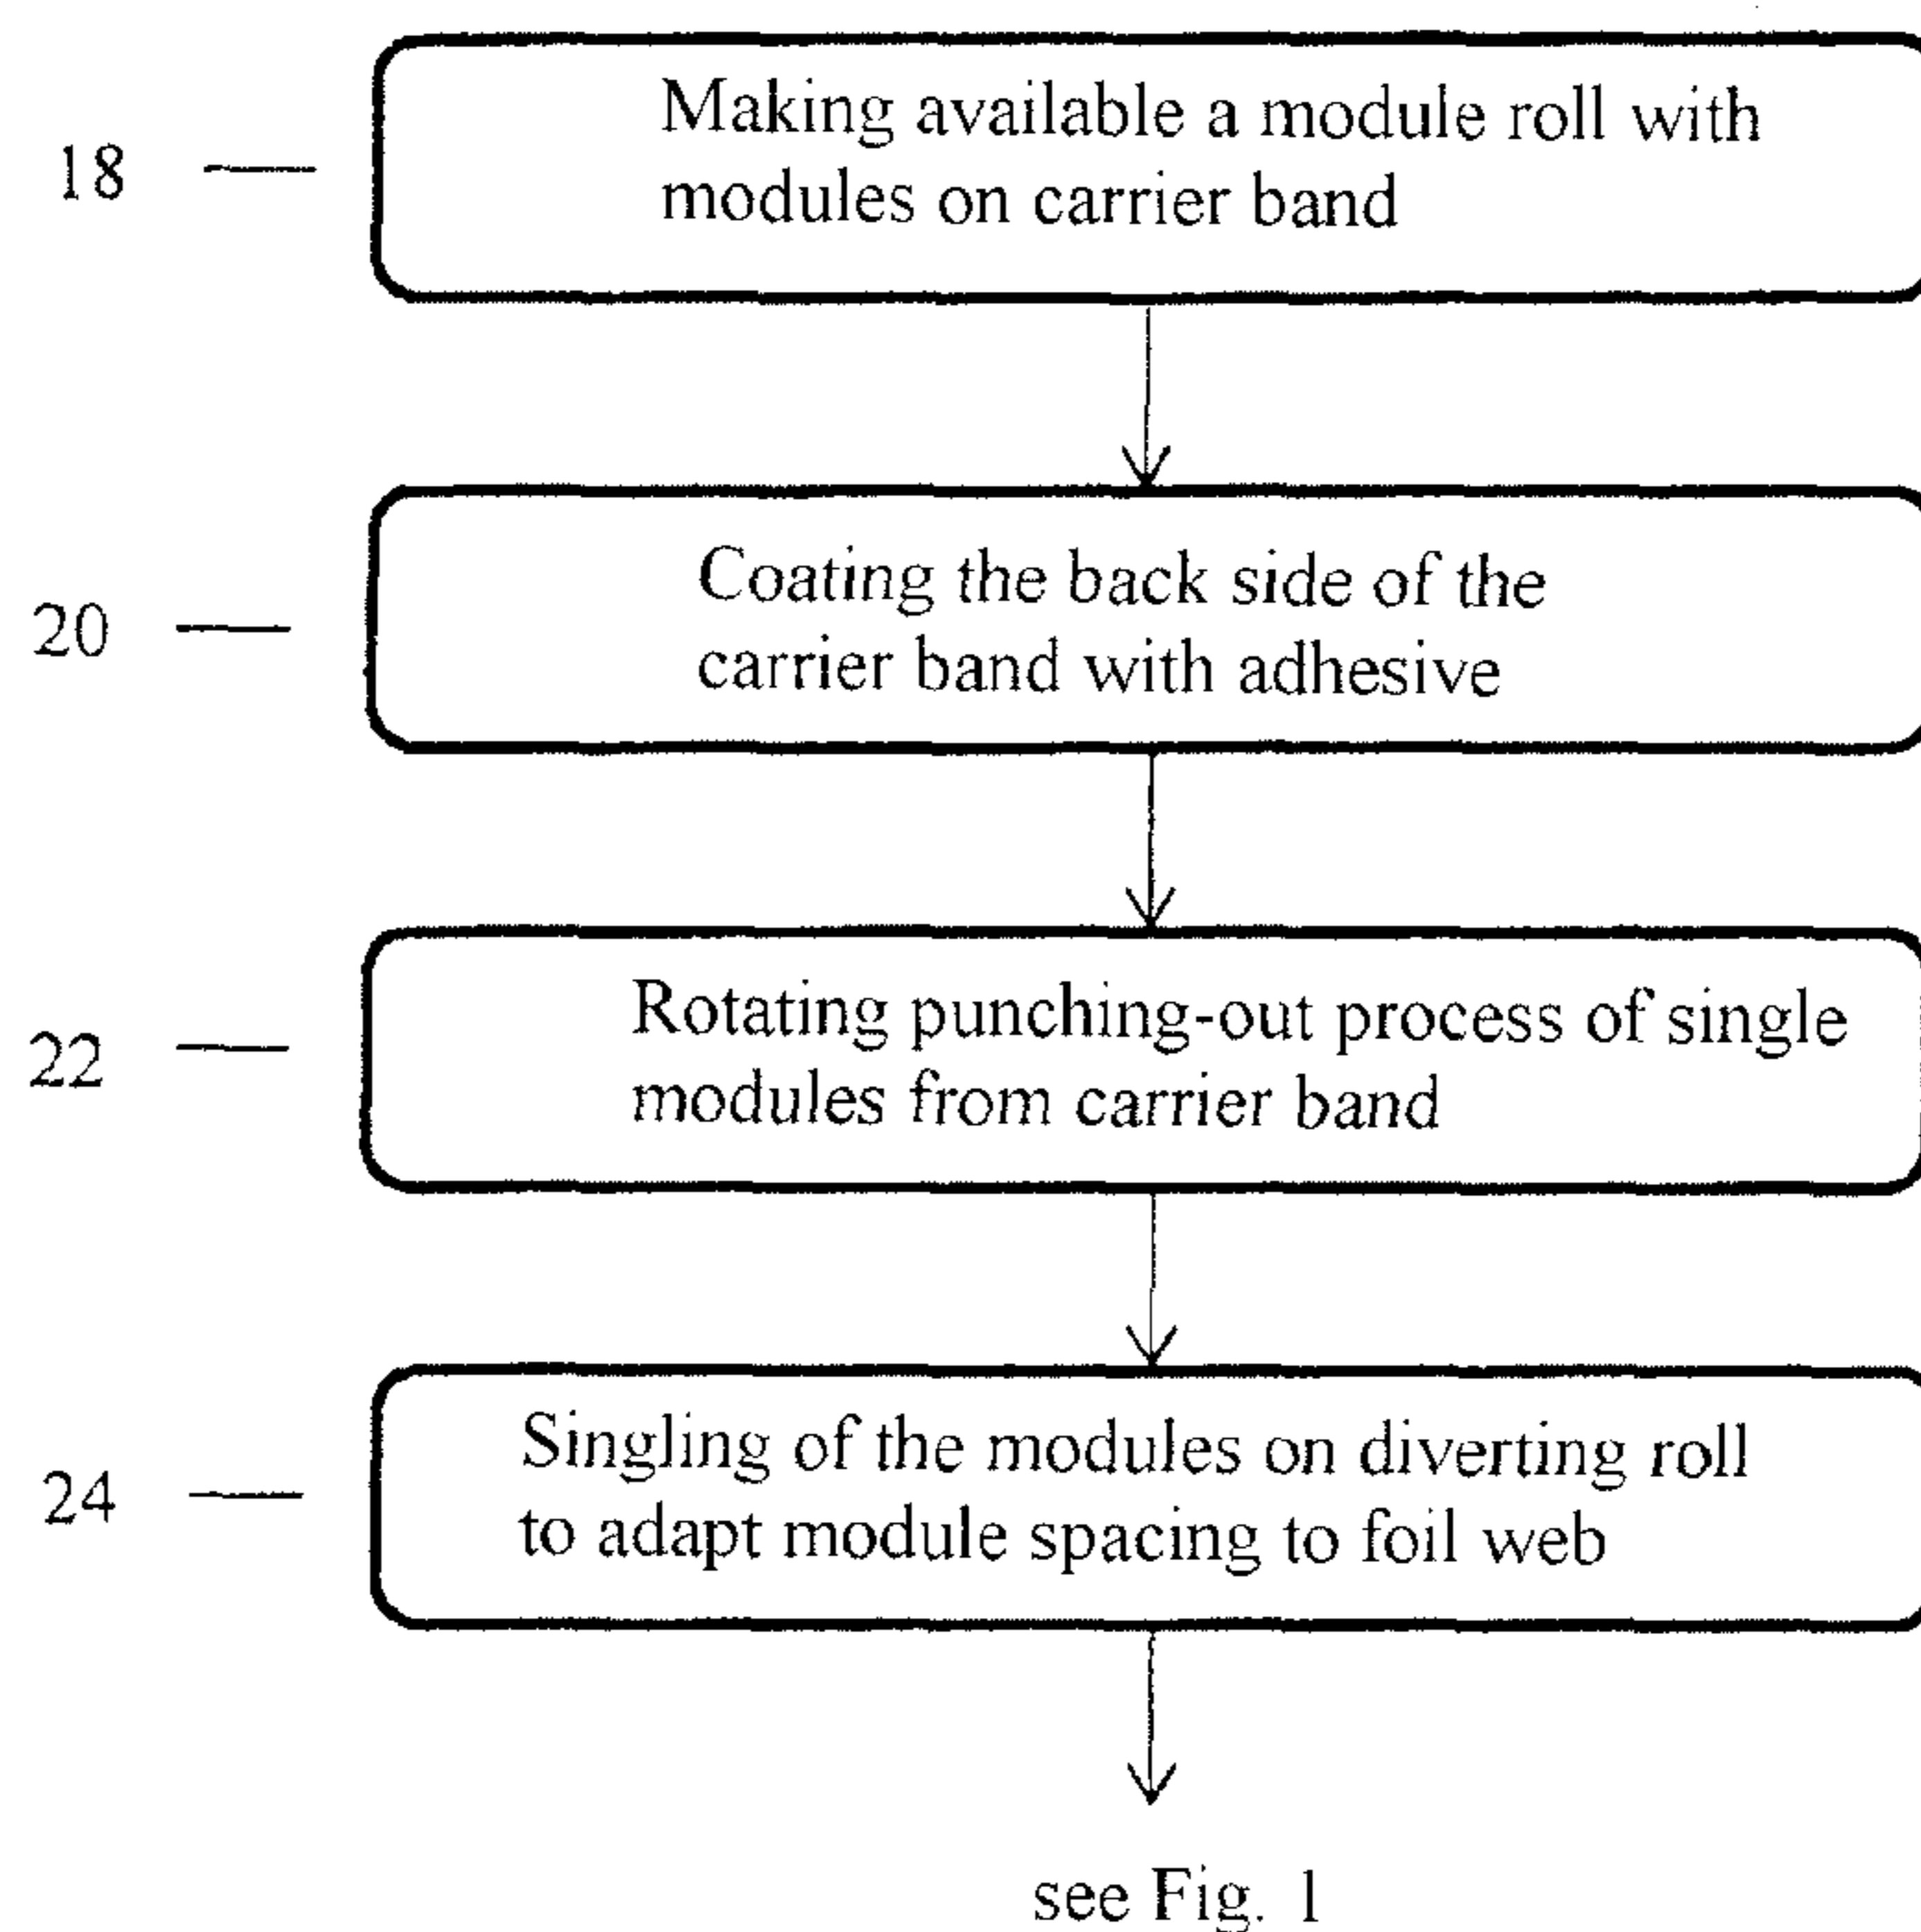 18
Making available a module roll with
modules on carrier band
20
Coating the back side of the
carrier band with adhesive
22
Rotating punching-out process of single
modules from carrier band
24
Singling of the modules on diverting roll
to adapt module spacing to foil web
see Fig. 1